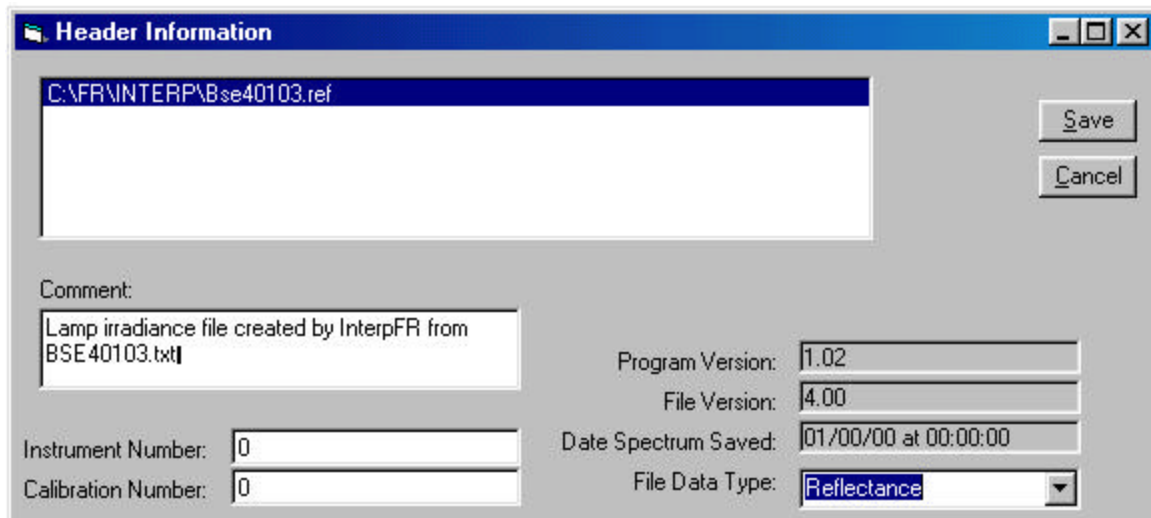 Header Information
C:\FR\INTERP\Bse40103.ref
Save
Cancel
Comment:
Lamp irradiance file created by InterpFR from
BSE40103.txt
Program Version: 1.02
File Version: 4.00
Date Spectrum Saved: 01/00/00 at 00:00:00
File Data Type: Reflectance
Instrument Number: 0
Calibration Number: 0